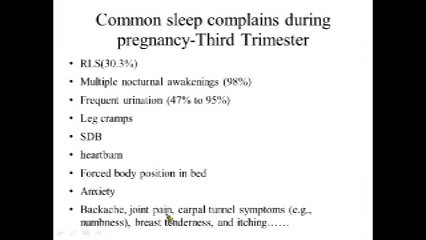 Common sleep complains during
pregnancy-Third Trimester
• RLS(30.3%)
• Multiple nocturnal awakenings (98%)
• Frequent urination (47% to 95%)
• Leg cramps
• SDB
• heartburn
• Forced body position in bed
• Anxiety
• Backache, joint pain, carpal tunnel symptoms (e.g.,
numbness), breast tenderness, and itching……